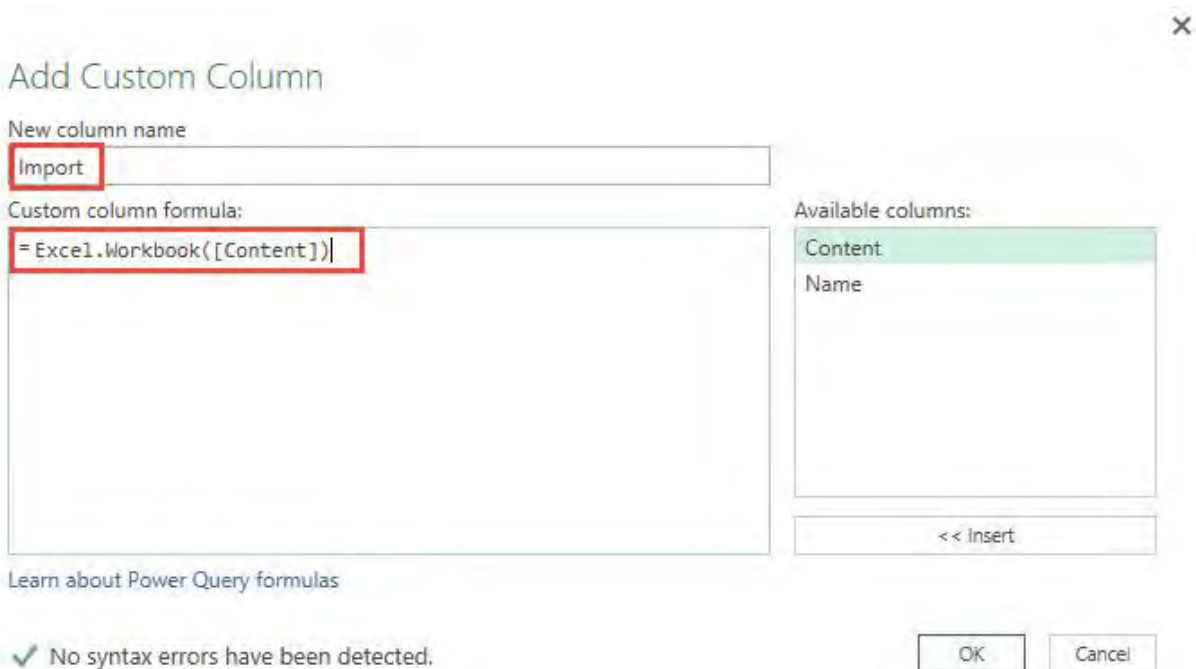 Add Custom Column
New column name
Import
Custom column formula:
= Excel.Workbook([Content])
Available columns:
Content
Name
<< Insert
Learn about Power Query formulas
No syntax errors have been detected.
OK
Cancel